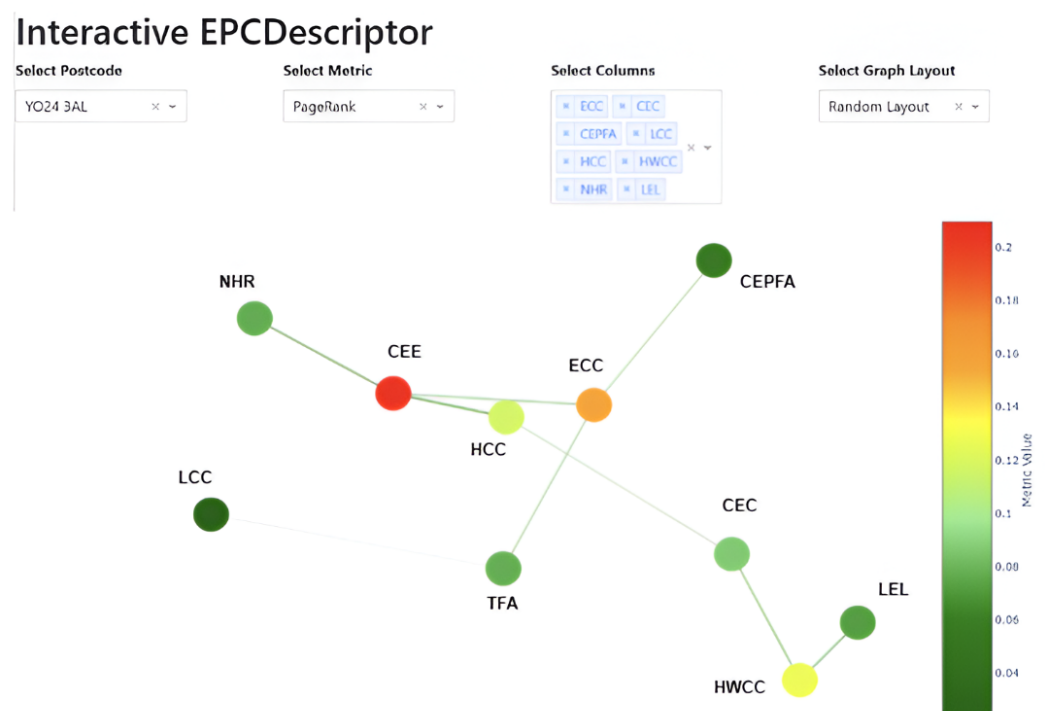 Interactive EPCDescriptor
Select Postcode
Select Metric
Select Columns
Select Graph Layout
YO24 3AL × 
PageRank × 
× ECC × CEC
× CEPFA × LCC
× HCC × HWCC
× NHR × LEL
×
Random Layout ×
NHR
CEPFA
CEE
ECC
HCC
LCC
CEC
TFA
LEL
HWCC
0.2
0.18
0.16
0.14
0.12
0.1
0.08
0.06
0.04
Metric Value